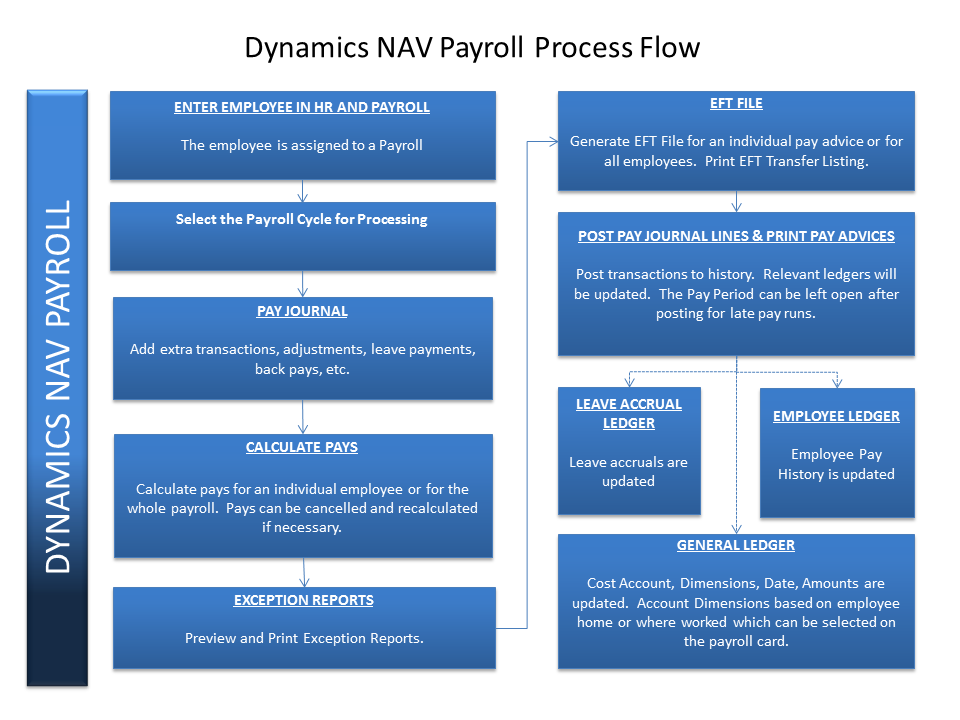 Dynamics NAV Payroll Process Flow
DYNAMICS NAV PAYROLL
ENTER EMPLOYEE IN HR AND PAYROLL
The employee is assigned to a Payroll
Select the Payroll Cycle for Processing
PAY JOURNAL
Add extra transactions, adjustments, leave payments,
back pays, etc.
CALCULATE PAYS
Calculate pays for an individual employee or for the
whole payroll.  Pays can be cancelled and recalculated
if necessary.
EXCEPTION REPORTS
Preview and Print Exception Reports.
EFT FILE
Generate EFT File for an individual pay advice or for
all employees.  Print EFT Transfer Listing.
POST PAY JOURNAL LINES & PRINT PAY ADVICES
Post transactions to history.  Relevant ledgers will
be updated.  The Pay Period can be left open after
posting for late pay runs.
LEAVE ACCRUAL
LEDGER
Leave accruals are
updated
EMPLOYEE LEDGER
Employee Pay
History is updated
GENERAL LEDGER
Cost Account, Dimensions, Date, Amounts are
updated.  Account Dimensions based on employee
home or where worked which can be selected on
the payroll card.